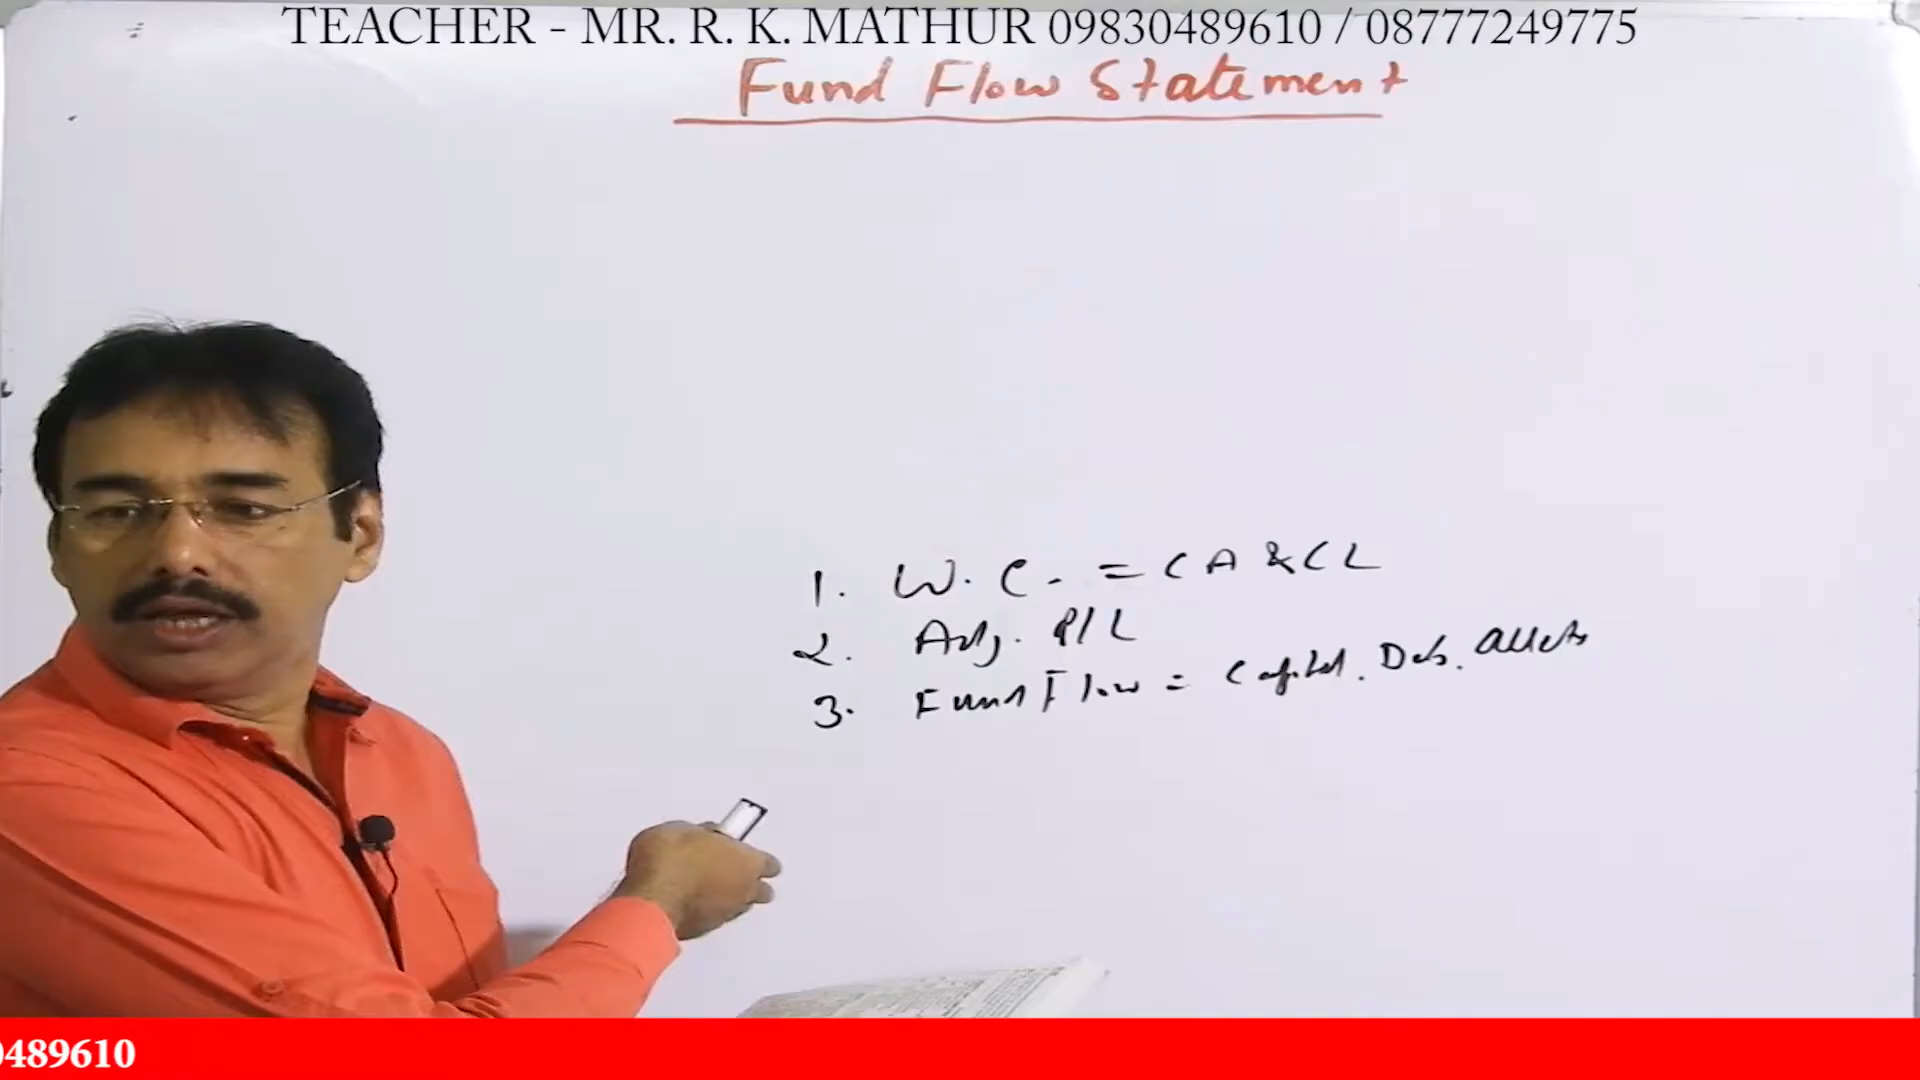 TEACHER - MR. R. K. MATHUR 09830489610 / 08777249775
Fund Flow Statement
1. W. C. = CA & CL
2. Adj. P/L
3. Fund Flow = Capital. Deb. assets
0489610